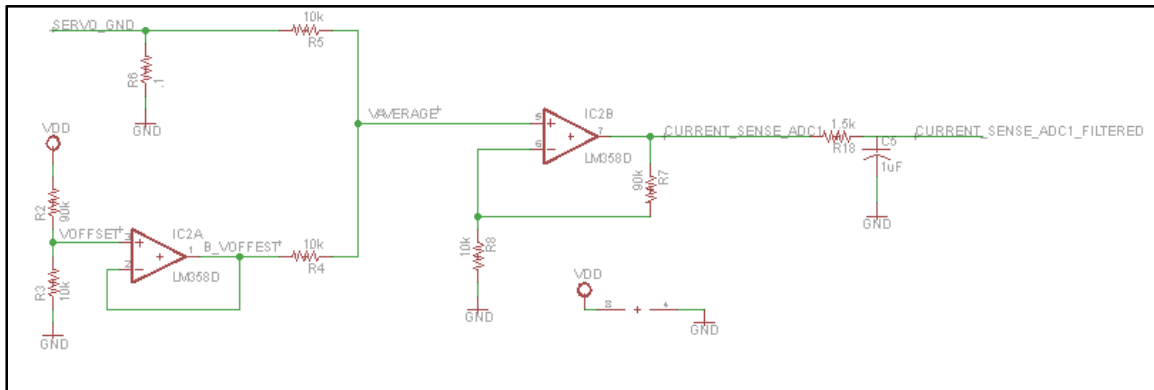 SERVO_GND
10k
R5
R6
.1
GND
VDD
R2
90k
VOFFSET
3
2
IC2A
1
LM358D
B_VOFFEST
10k
R4
R3
10k
GND
VAVERAGE
5
6
IC2B
7
LM358D
CURRENT_SENSE_ADC1
1.5k
R18
CURRENT_SENSE_ADC1_FILTERED
C5
1uF
GND
90k
R7
10k
R8
GND
VDD
8
4
GND